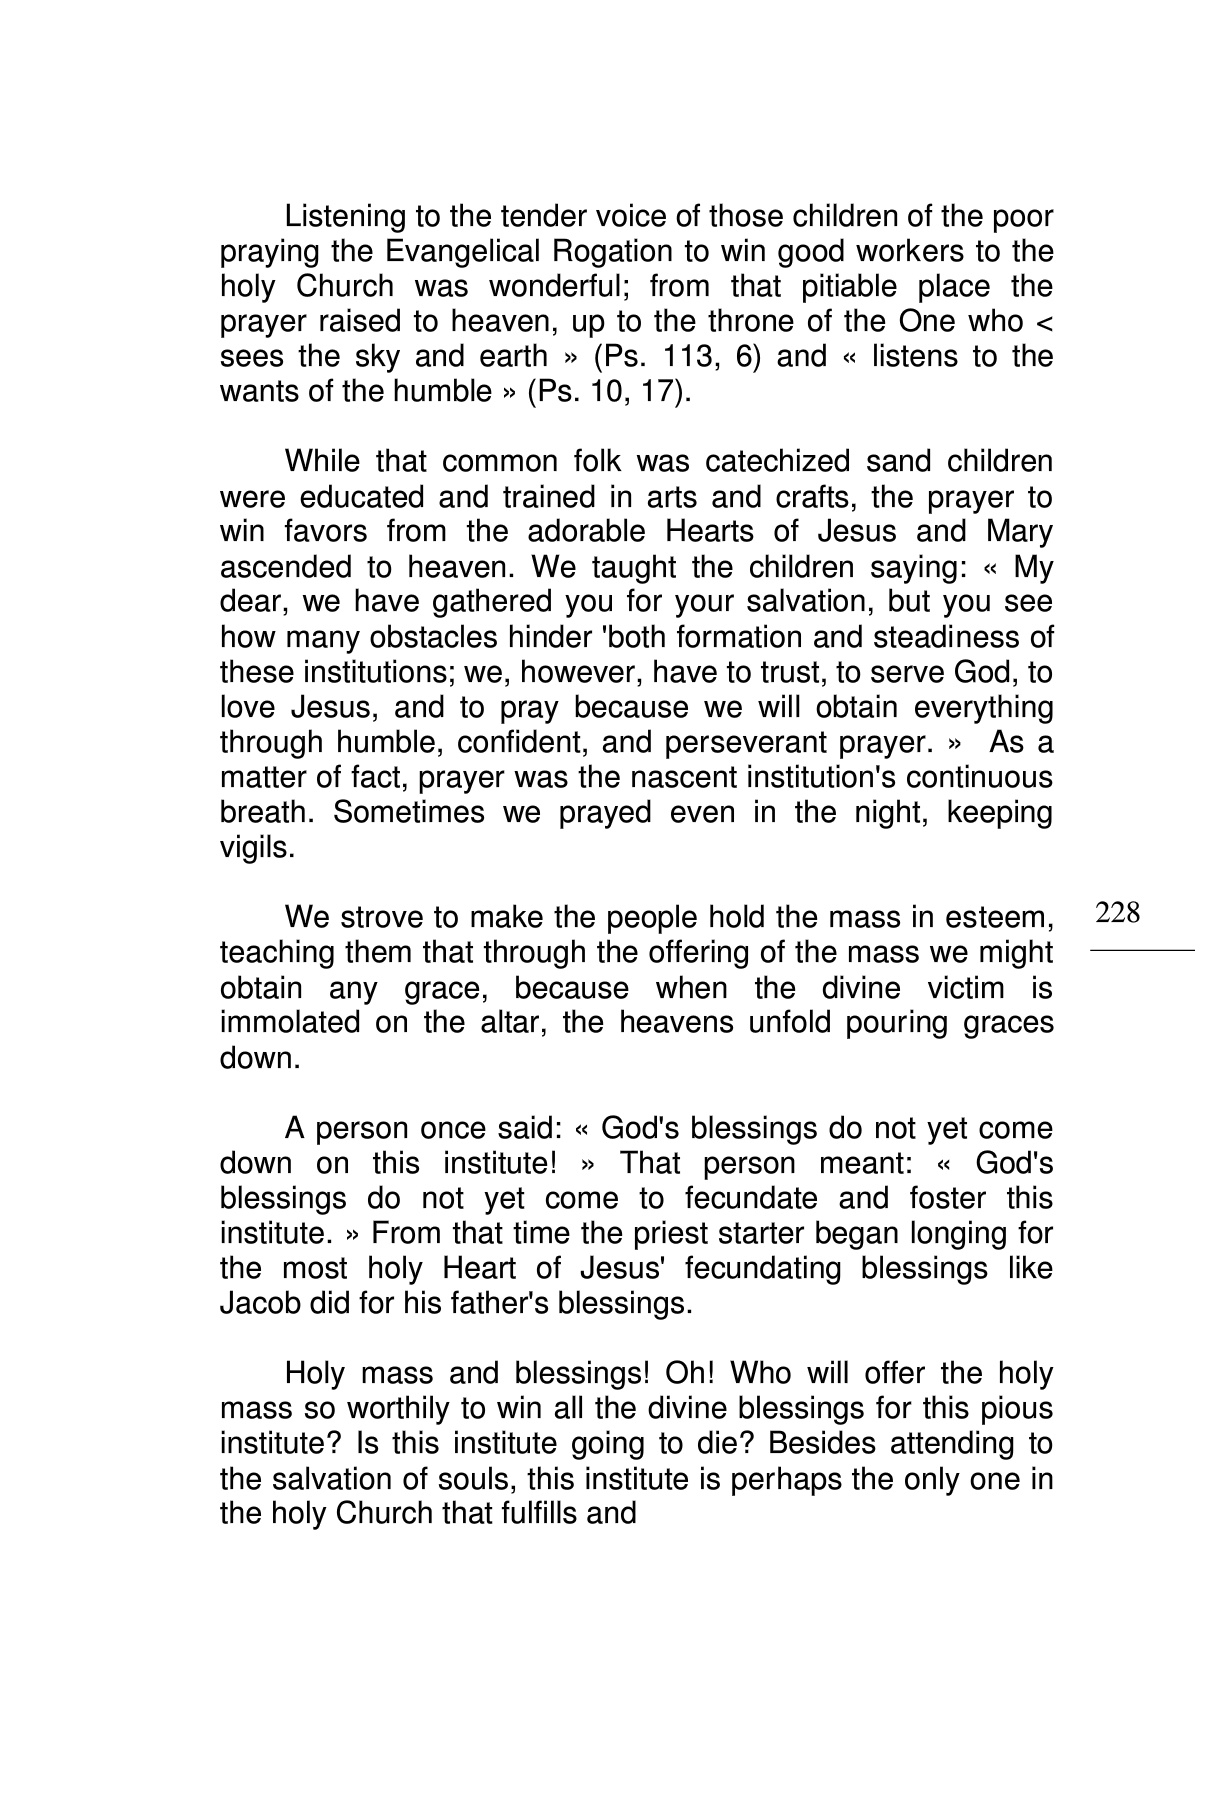 Listening to the tender voice of those children of the poor
praying the Evangelical Rogation to win good workers to the
holy Church was wonderful; from that pitiable place the
prayer raised to heaven, up to the throne of the One who <
sees the sky and earth » (Ps. 113, 6) and « listens to the
wants of the humble » (Ps. 10, 17).
While that common folk was catechized sand children
were educated and trained in arts and crafts, the prayer to
win favors from the adorable Hearts of Jesus and Mary
ascended to heaven. We taught the children saying: « My
dear, we have gathered you for your salvation, but you see
how many obstacles hinder 'both formation and steadiness of
these institutions; we, however, have to trust, to serve God, to
love Jesus, and to pray because we will obtain everything
through humble, confident, and perseverant prayer. » As a
matter of fact, prayer was the nascent institution's continuous
breath. Sometimes we prayed even in the night, keeping
vigils.
We strove to make the people hold the mass in esteem,
teaching them that through the offering of the mass we might
obtain any grace, because when the divine victim is
immolated on the altar, the heavens unfold pouring graces
down.
A person once said: « God's blessings do not yet come
down on this institute! » That person meant: « God's
blessings do not yet come to fecundate and foster this
institute. » From that time the priest starter began longing for
the most holy Heart of Jesus' fecundating blessings like
Jacob did for his father's blessings.
Holy mass and blessings! Oh! Who will offer the holy
mass so worthily to win all the divine blessings for this pious
institute? Is this institute going to die? Besides attending to
the salvation of souls, this institute is perhaps the only one in
the holy Church that fulfills and
228